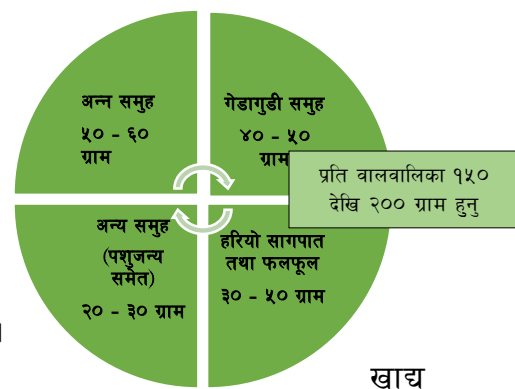 अन्न समुह
५० - ६०
ग्राम
गेडागुडी समुह
४० - ५०
ग्राम
प्रति वालबालिका १५०
देखि २०० ग्राम हुनु
अन्य समुह
(पशुजन्य
समेत)
२० - ३० ग्राम
हरियो सागपात
तथा फलफूल
३० - ५० ग्राम
खाद्य